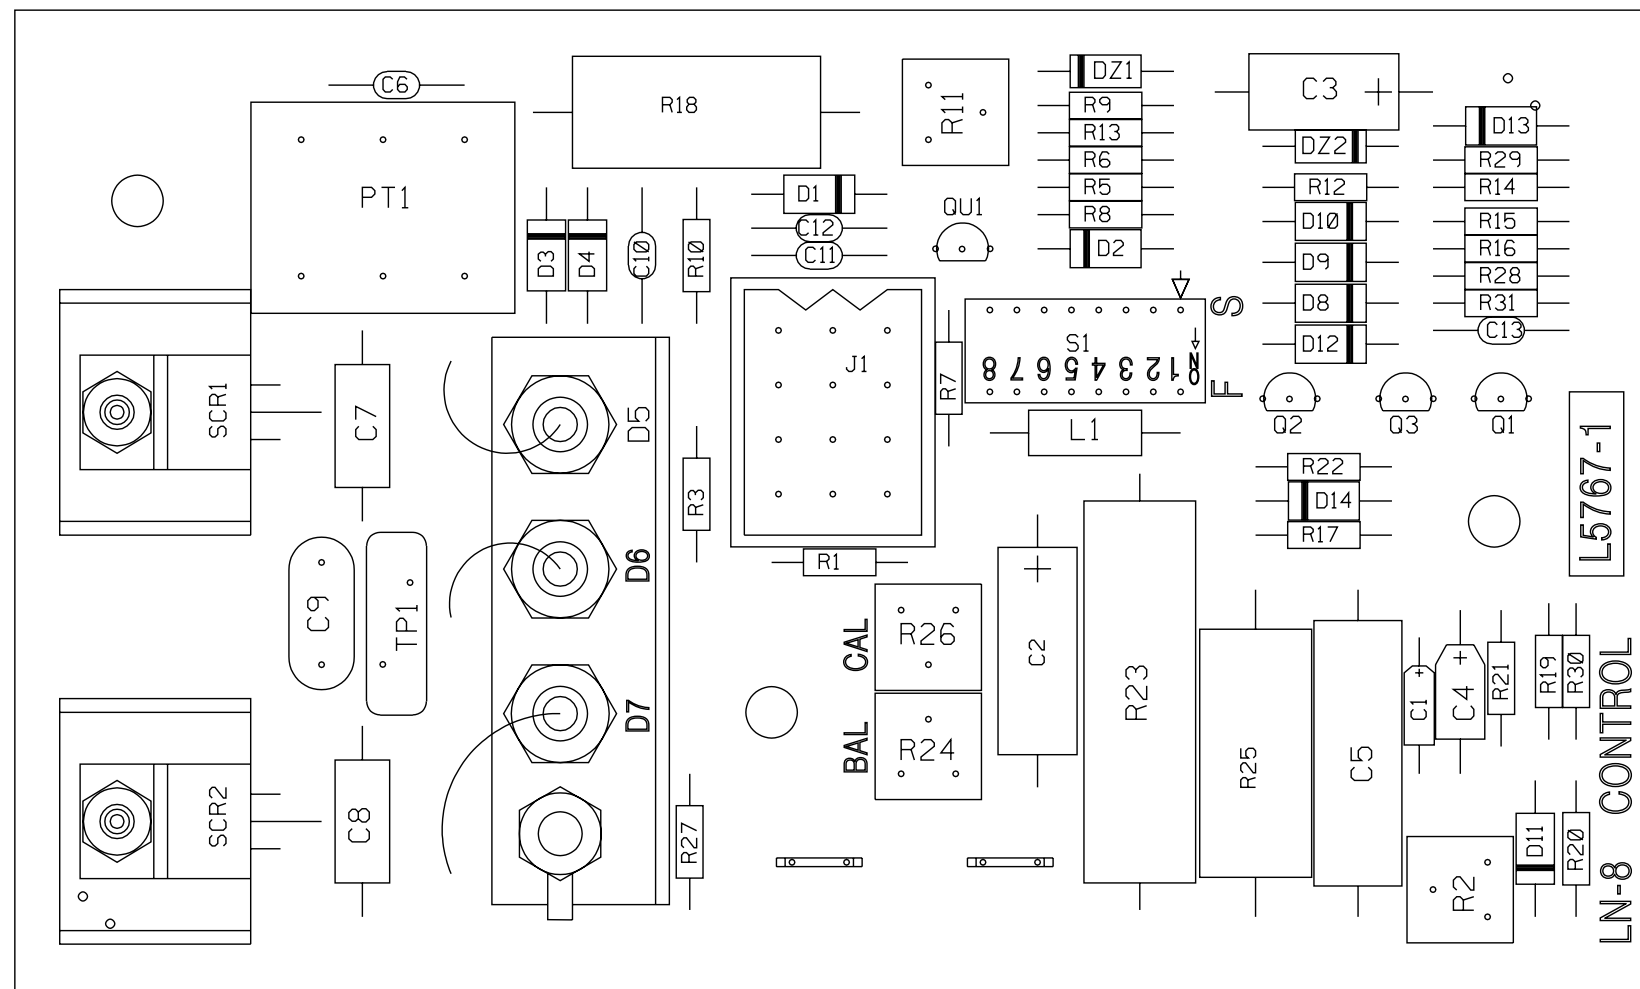 C6
R18
R11
DZ1
R9
R13
R6
R5
R8
D2
C3
DZ2
R12
D10
D9
D8
D12
D13
R29
R14
R15
R16
R28
R31
C13
PT1
D3
D4
C10
R10
D1
C12
C11
QU1
S
F
S1
ON
1 2 3 4 5 6 7 8
J1
R7
L1
Q2
Q3
Q1
SCR1
C7
D5
R3
R22
D14
R17
L5767-1
D6
R1
C9
TP1
CAL
R26
C2
R23
R25
C5
C1
C4
R21
R19
R30
D7
BAL
R24
SCR2
C8
R27
R2
D11
R20
LN-8 CONTROL